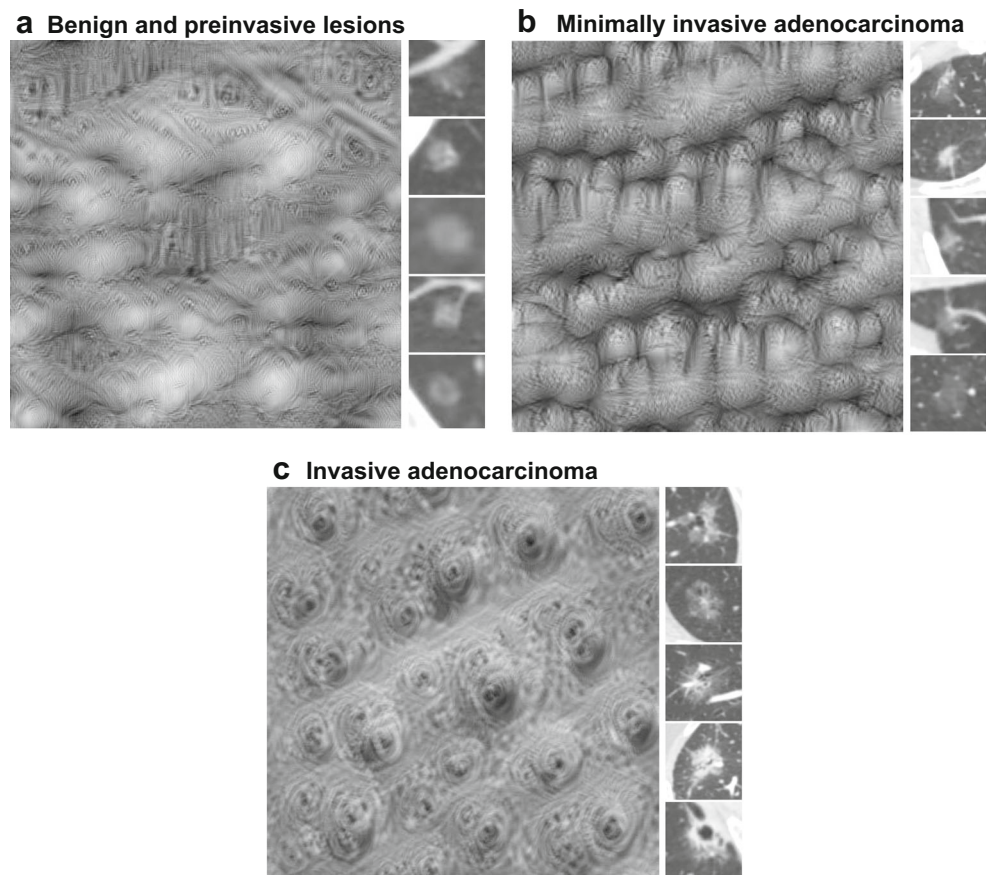 a Benign and preinvasive lesions
b Minimally invasive adenocarcinoma
c Invasive adenocarcinoma